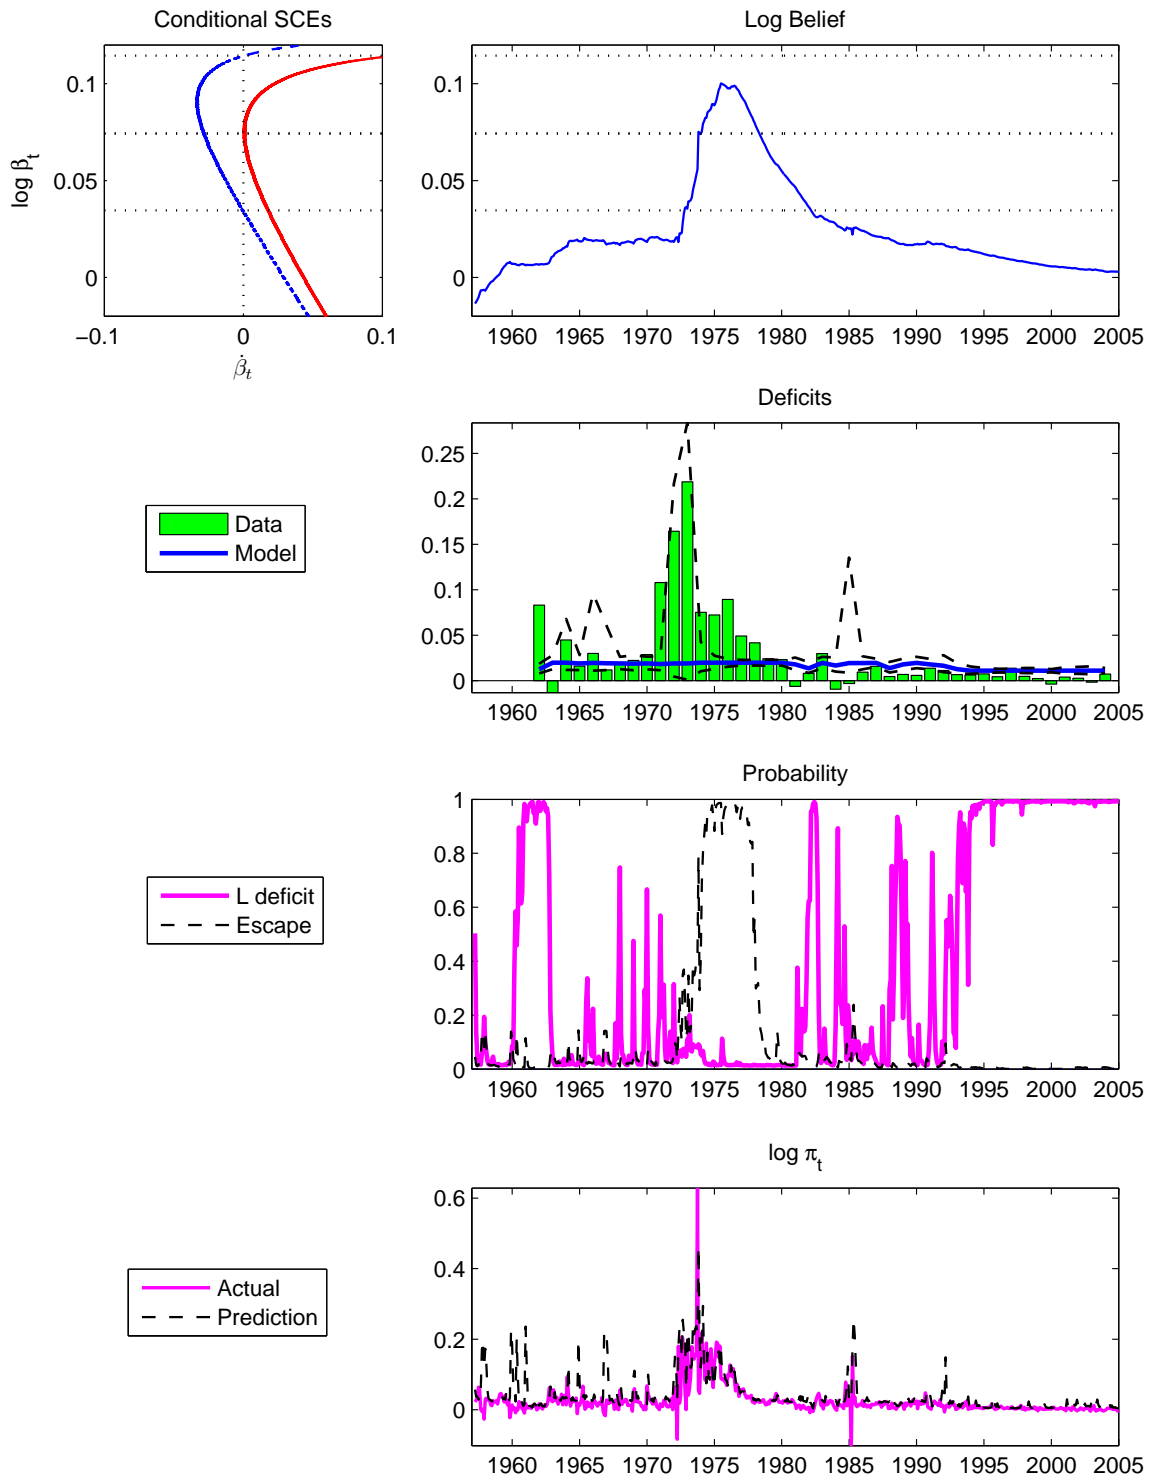 Conditional SCEs
Log Belief
0.1
0.05
0
log β_t
−0.1 0 0.1
β̇_t
0.1
0.05
0
1960 1965 1970 1975 1980 1985 1990 1995 2000 2005
Deficits
0.25
0.2
0.15
0.1
0.05
0
1960 1965 1970 1975 1980 1985 1990 1995 2000 2005
Data
Model
Probability
1
0.8
0.6
0.4
0.2
0
1960 1965 1970 1975 1980 1985 1990 1995 2000 2005
L deficit
Escape
log π_t
0.6
0.4
0.2
0
1960 1965 1970 1975 1980 1985 1990 1995 2000 2005
Actual
Prediction